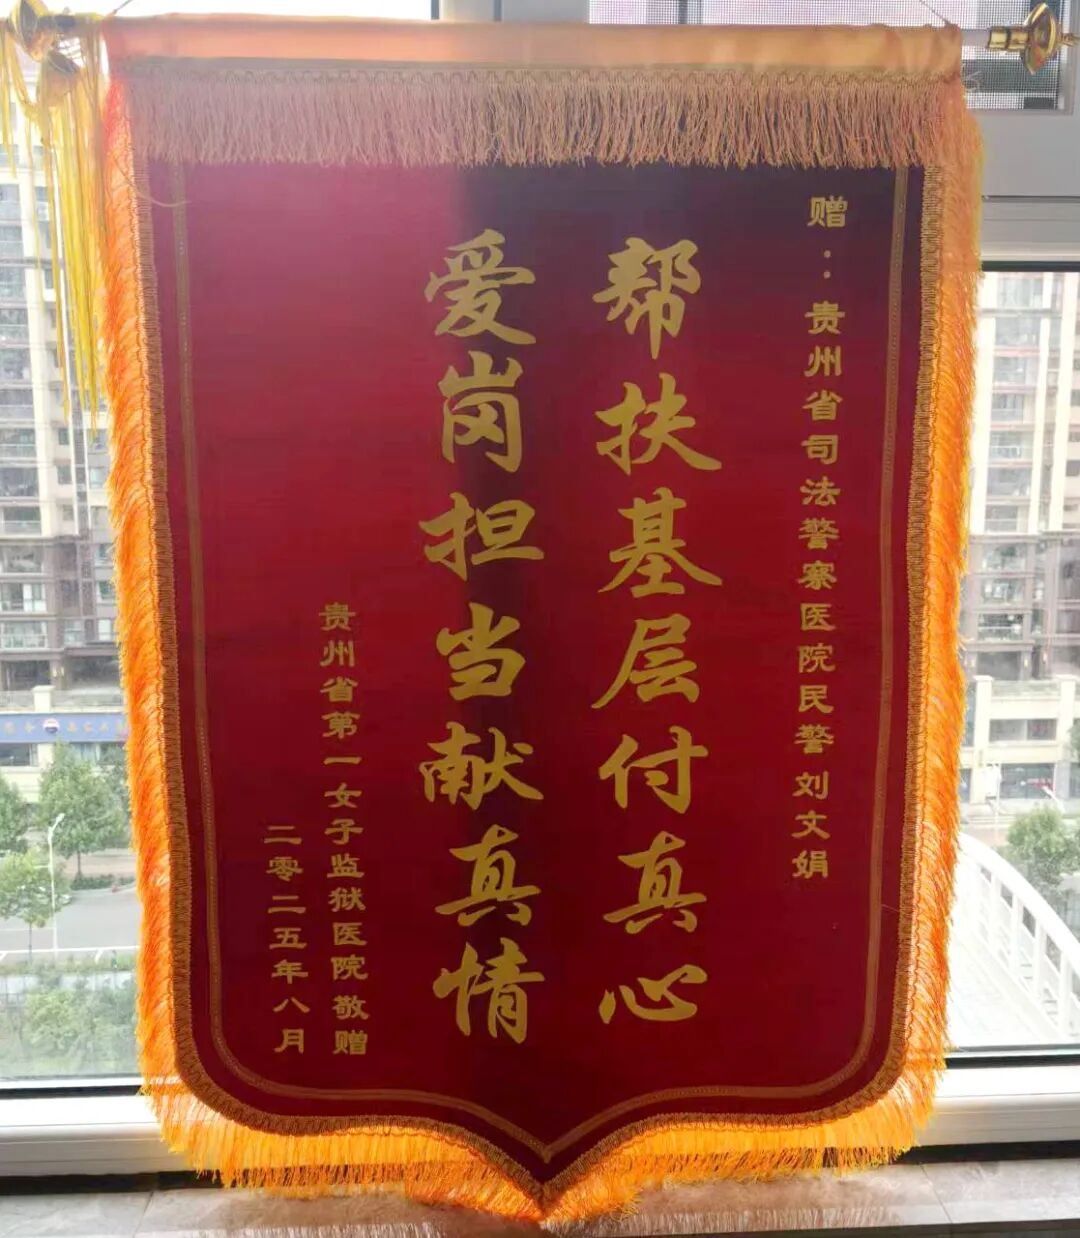 赠：贵州省司法警察医院民警刘文娟
帮扶基层付真心
爱岗担当献真情
贵州省第一女子监狱医院敬赠
二零二五年八月